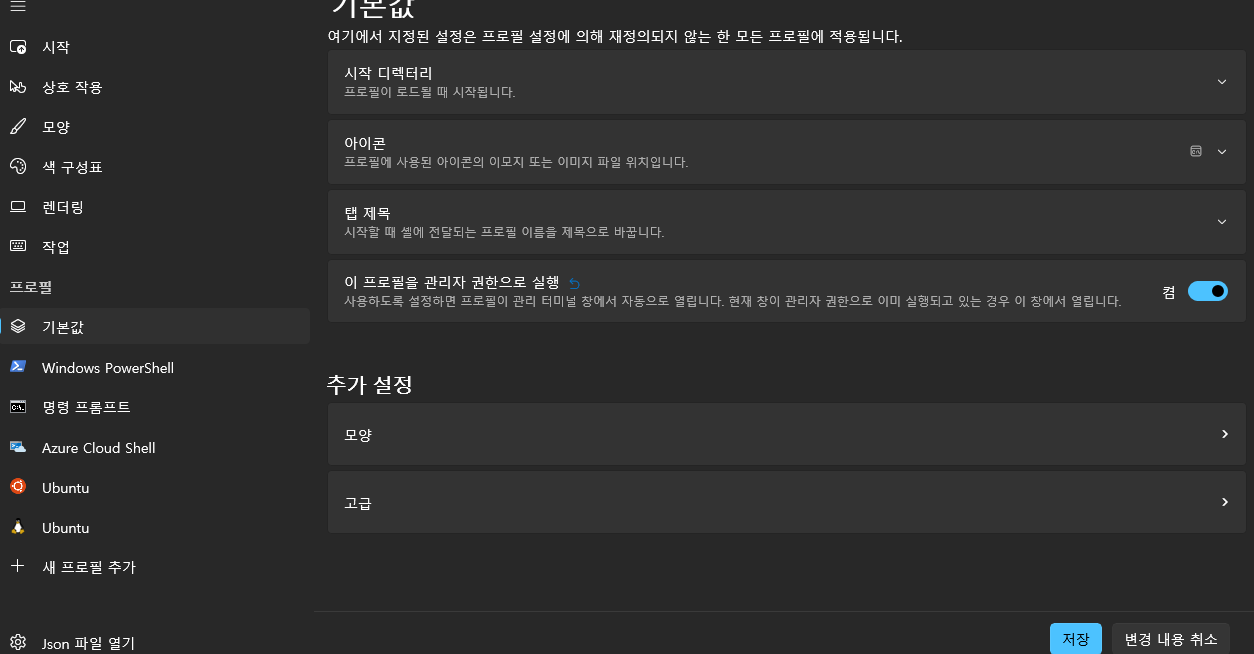 기본값
여기에서 지정된 설정은 프로필 설정에 의해 재정의되지 않는 한 모든 프로필에 적용됩니다.
시작
상호 작용
모양
색 구성표
렌더링
작업
프로필
기본값
Windows PowerShell
명령 프롬프트
Azure Cloud Shell
Ubuntu
Ubuntu
새 프로필 추가
Json 파일 열기
시작 디렉터리
프로필이 로드될 때 시작됩니다.
아이콘
프로필에 사용된 아이콘의 이모지 또는 이미지 파일 위치입니다.
탭 제목
시작할 때 셸에 전달되는 프로필 이름을 제목으로 바꿉니다.
이 프로필을 관리자 권한으로 실행
사용하도록 설정하면 프로필이 관리 터미널 창에서 자동으로 열립니다. 현재 창이 관리자 권한으로 이미 실행되고 있는 경우 이 창에서 열립니다.
켬
추가 설정
모양
고급
저장
변경 내용 취소